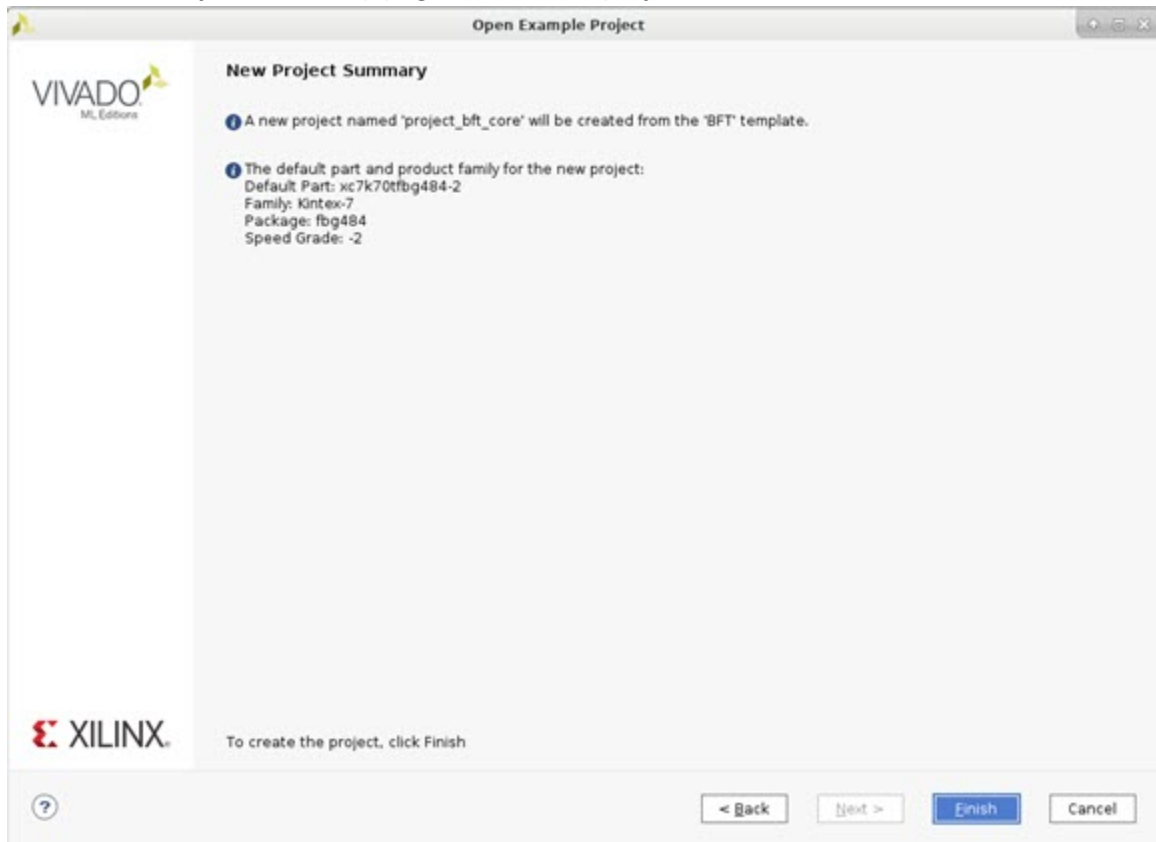 Open Example Project
VIVADO
ML Editions
New Project Summary
A new project named 'project_bft_core' will be created from the 'BFT' template.
The default part and product family for the new project:
Default Part: xc7k70tfbg484-2
Family: Kintex-7
Package: fbg484
Speed Grade: -2
XILINX.
To create the project, click Finish
?
< Back
Next >
Finish
Cancel